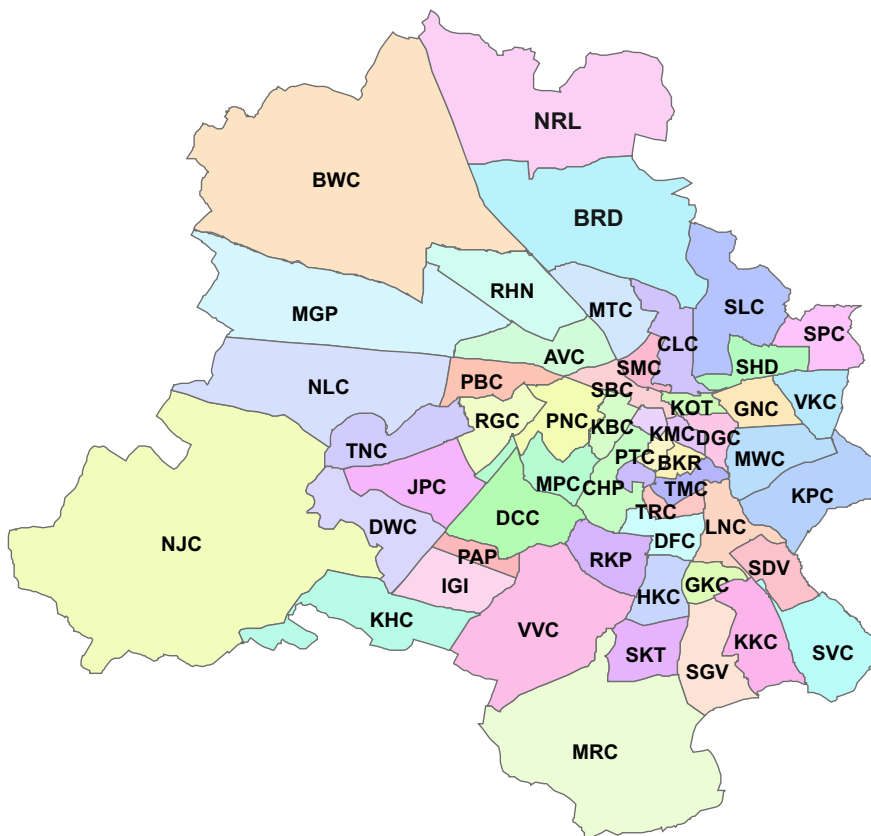 NRL
BWC
BRD
RHN
MTC
SLC
MGP
SPC
CLC
AVC
SMC
SHD
PBC
NLC
SBC
KOT
GNC
VKC
RGC
PNC
KBC
KMC
DGC
TNC
PTC
BKR
MWC
JPC
MPC
CHP
TMC
KPC
DCC
TRC
DWC
LNC
NJC
DFC
PAP
RKP
SDV
IGI
GKC
HKC
KHC
VVC
KKC
SVC
SKT
SGV
MRC